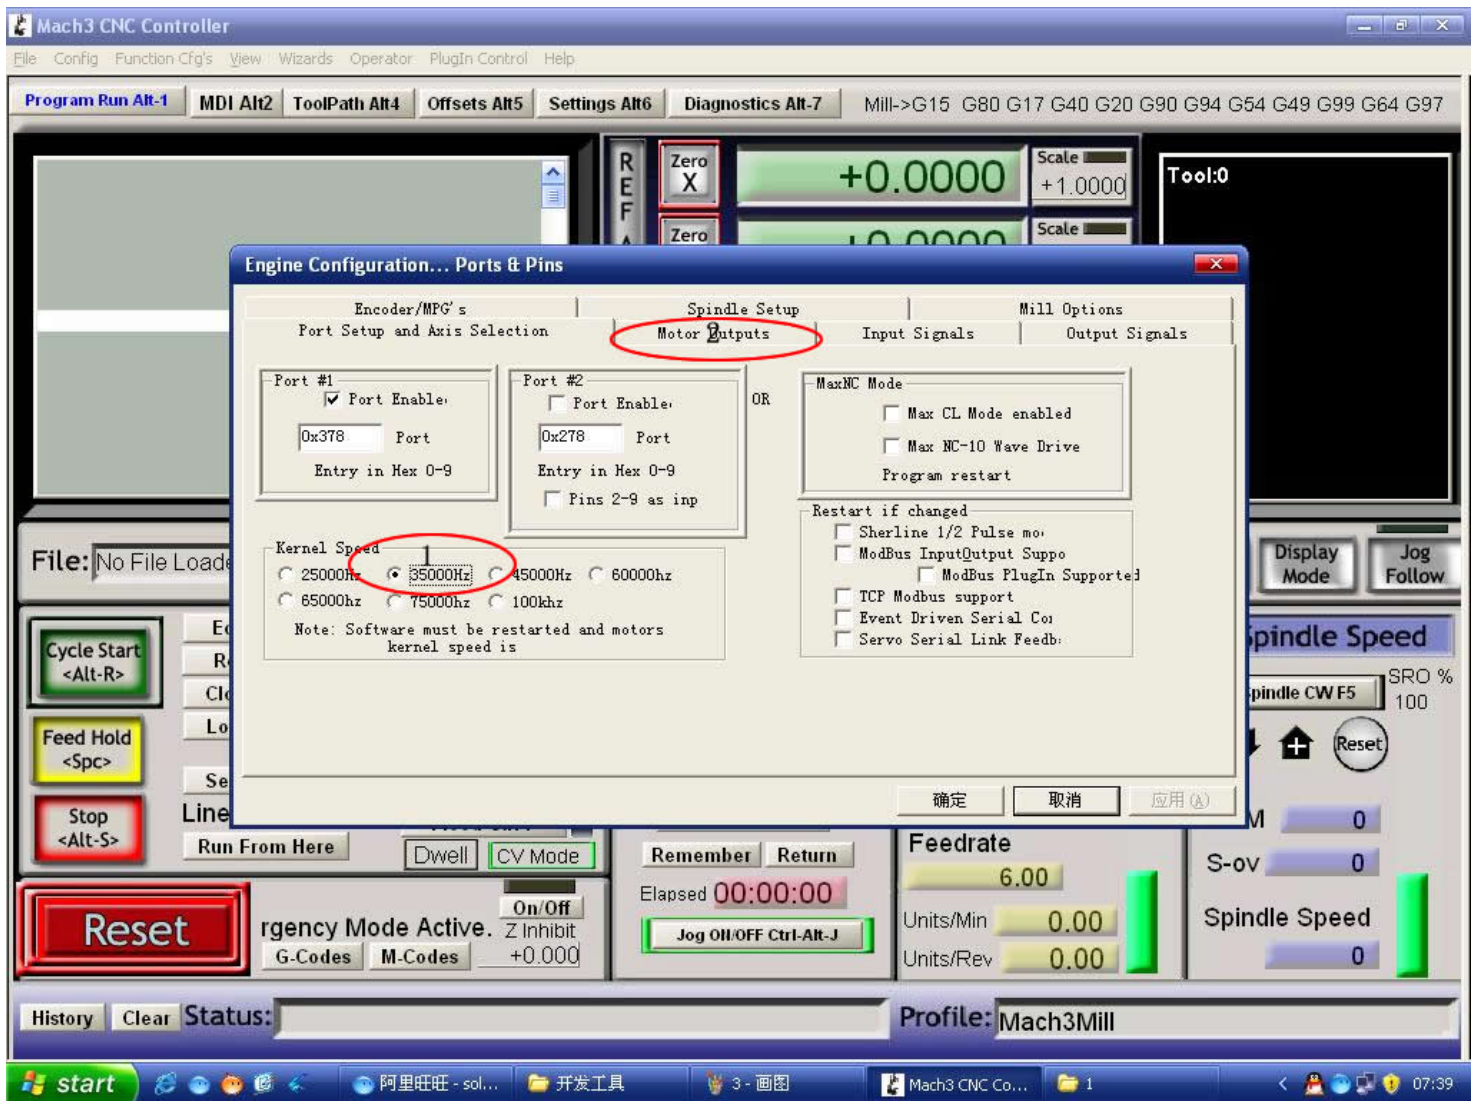 Mach3 CNC Controller
File Config Function Cfg's View Wizards Operator PlugIn Control Help
Program Run Alt-1 MDI Alt2 ToolPath Alt4 Offsets Alt5 Settings Alt6 Diagnostics Alt-7 Mill->G15 G80 G17 G40 G20 G90 G94 G54 G49 G99 G64 G97
REF
Zero X +0.0000 Scale +1.0000
Tool:0
Zero Scale
Engine Configuration... Ports & Pins
Encoder/MPG's Spindle Setup Mill Options
Port Setup and Axis Selection Motor Outputs Input Signals Output Signals
2
Port #1
Port Enable
0x378 Port
Entry in Hex 0-9
Port #2
Port Enable
0x278 Port
Entry in Hex 0-9
Pins 2-9 as inp
OR
MaxNC Mode
Max CL Mode enabled
Max NC-10 Wave Drive
Program restart
Restart if changed
Sherline 1/2 Pulse mo
ModBus InputOutput Suppo
ModBus PlugIn Supported
TCP Modbus support
Event Driven Serial Co
Servo Serial Link Feedb
Kernel Speed
1
25000Hz 35000Hz 45000Hz 60000hz
65000hz 75000hz 100khz
Note: Software must be restarted and motors
kernel speed is
确定 取消 应用(A)
File: No File Loade
Display Mode
Jog Follow
Cycle Start
<Alt-R>
Feed Hold
<Spc>
Stop
<Alt-S>
Line
Run From Here
Dwell CV Mode
Remember Return
Elapsed 00:00:00
Jog ON/OFF Ctrl-Alt-J
Feedrate
6.00
Units/Min 0.00
Units/Rev 0.00
pindle Speed
pindle CW F5
SRO %
100
Reset
M 0
S-ov 0
Spindle Speed
0
Reset
rgency Mode Active.
On/Off
Z Inhibit
+0.000
G-Codes M-Codes
History Clear Status:
Profile: Mach3Mill
start 阿里旺旺 - sol... 开发工具 3 - 画图 Mach3 CNC Co... 1 07:39